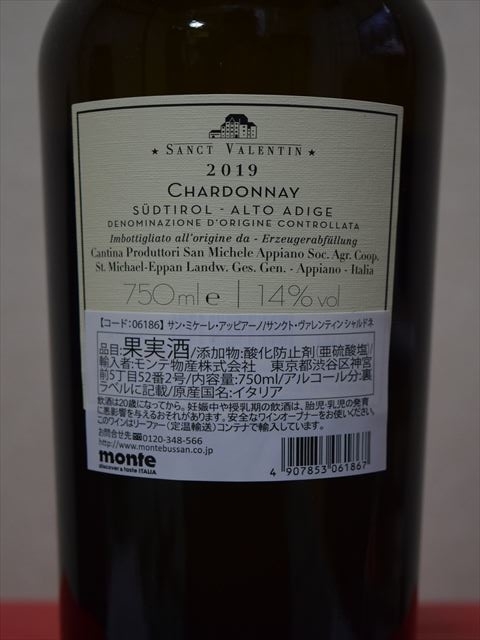 ★ SANCT VALENTIN ★
2019
CHARDONNAY
SÜDTIROL - ALTO ADIGE
DENOMINAZIONE D'ORIGINE CONTROLLATA
Imbottigliato all'origine da - Erzeugerabfüllung
Cantina Produttori San Michele Appiano Soc. Agr. Coop.
St. Michael-Eppan Landw. Ges. Gen. - Appiano - Italia
750ml e | 14% vol
【コード:06186】 サン・ミケーレ・アッピアーノ/サンクト・ヴァレンティン シャルドネ
品目:果実酒/添加物:酸化防止剤(亜硫酸塩)/
輸入者:モンテ物産株式会社 東京都渋谷区神宮
前5丁目52番2号/内容量:750ml/アルコール分:裏
ラベルに記載/原産国名:イタリア
飲酒は20歳になってから。妊娠中や授乳期の飲酒は、胎児・乳児の発育
に悪影響を与えるおそれがあります。安全なワインオープナーをお使いください。
このワインはリーファー(定温輸送)コンテナで輸入しています。
お問合せ先 0120-348-566
http://www.montebussan.co.jp
monte
discover & taste ITALIA
4 907853 061867